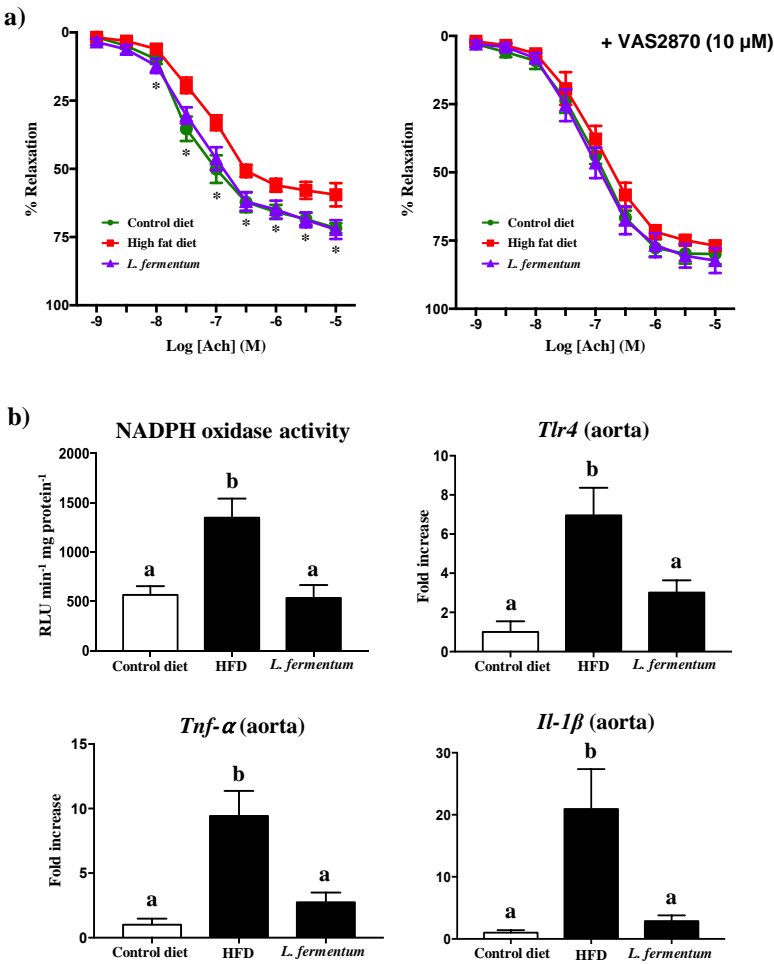 a)
+ VAS2870 (10 µM)
0
25
50
75
100
% Relaxation
Control diet
High fat diet
L. fermentum
*
*
*
*
*
*
*
-9
-8
-7
-6
-5
Log [Ach] (M)
0
25
50
75
100
% Relaxation
Control diet
High fat diet
L. fermentum
-9
-8
-7
-6
-5
Log [Ach] (M)
b)
NADPH oxidase activity
2000
1500
1000
500
0
RLU min-1 mg protein-1
a
b
a
Control diet
HFD
L. fermentum
Tlr4 (aorta)
10
8
6
4
2
0
Fold increase
a
b
a
Control diet
HFD
L. fermentum
Tnf-α (aorta)
15
10
5
0
Fold increase
a
b
a
Control diet
HFD
L. fermentum
Il-1β (aorta)
30
20
10
0
a
b
a
Control diet
HFD
L. fermentum